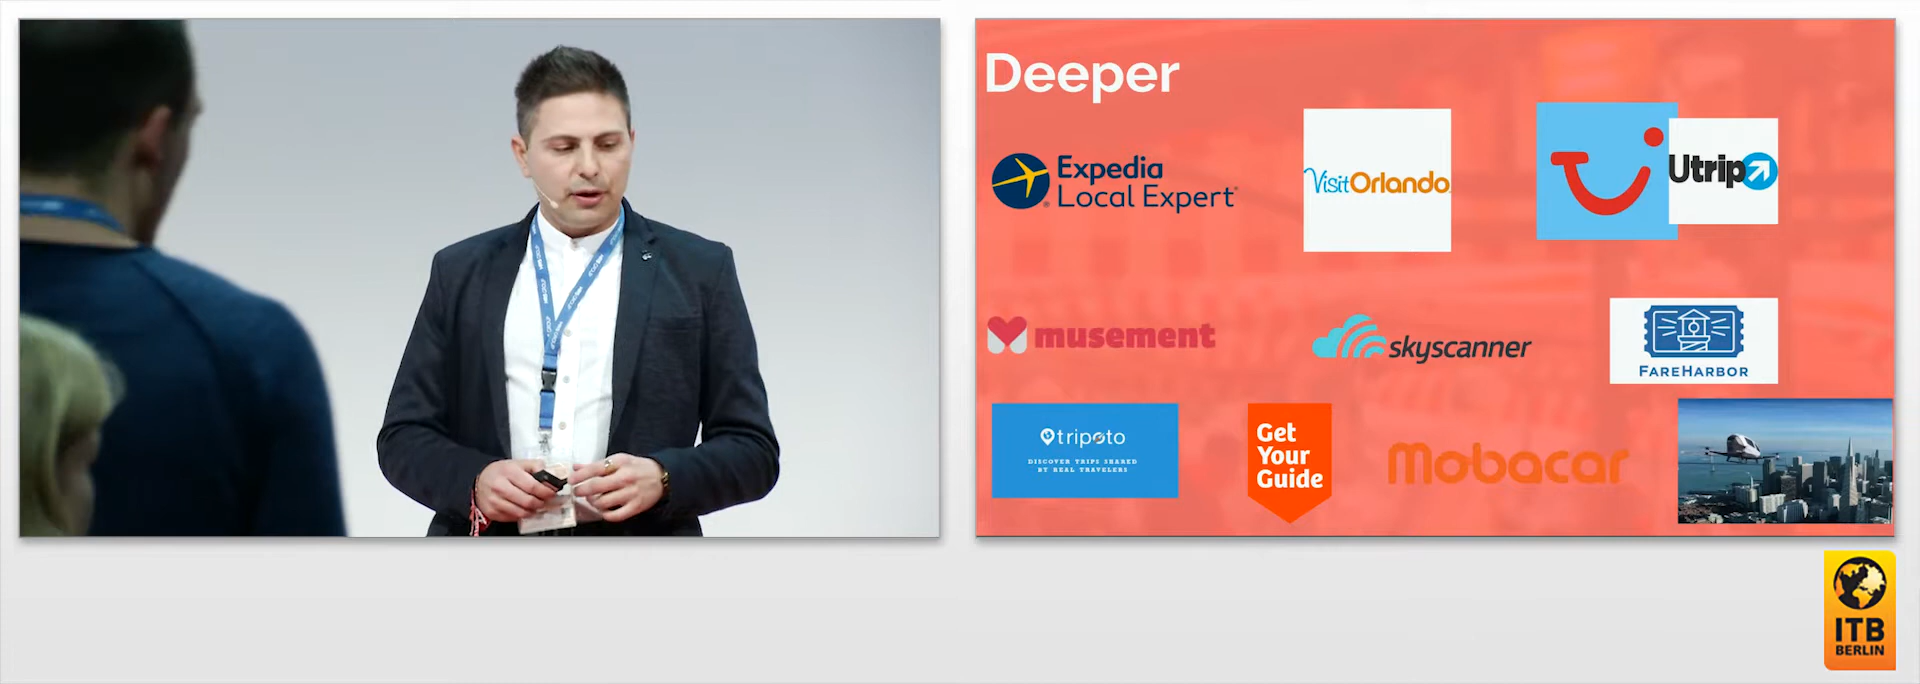 Deeper
Expedia
Local Expert
VisitOrlando
Utrip
musement
skyscanner
FAREHARBOR
tripoto
DISCOVER TRIPS SHARED
BY REAL TRAVELERS
Get
Your
Guide
Mobacar
ITB
BERLIN